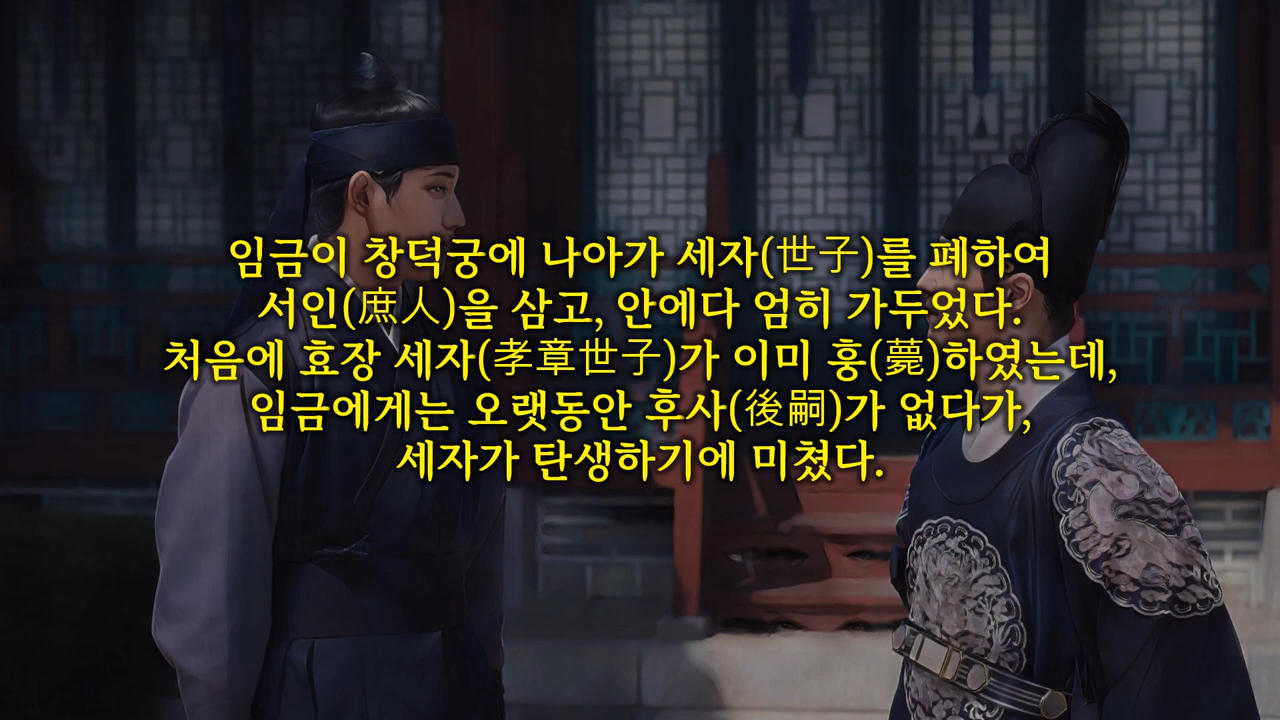 임금이 창덕궁에 나아가 세자(世子)를 폐하여
서인(庶人)을 삼고, 안에다 엄히 가두었다.
처음에 효장 세자(孝章世子)가 이미 훙(薨)하였는데,
임금에게는 오랫동안 후사(後嗣)가 없다가,
세자가 탄생하기에 미쳤다.